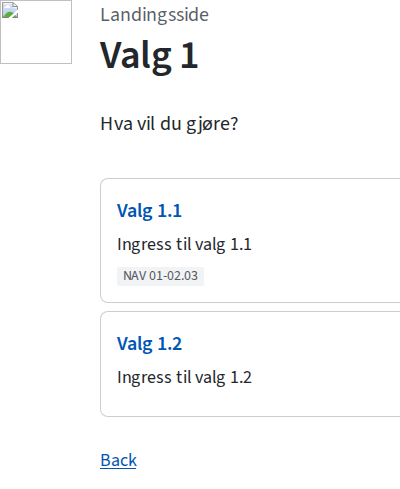 Landingsside
Valg 1
Hva vil du gjøre?
Valg 1.1
Ingress til valg 1.1
NAV 01-02.03
Valg 1.2
Ingress til valg 1.2
Back